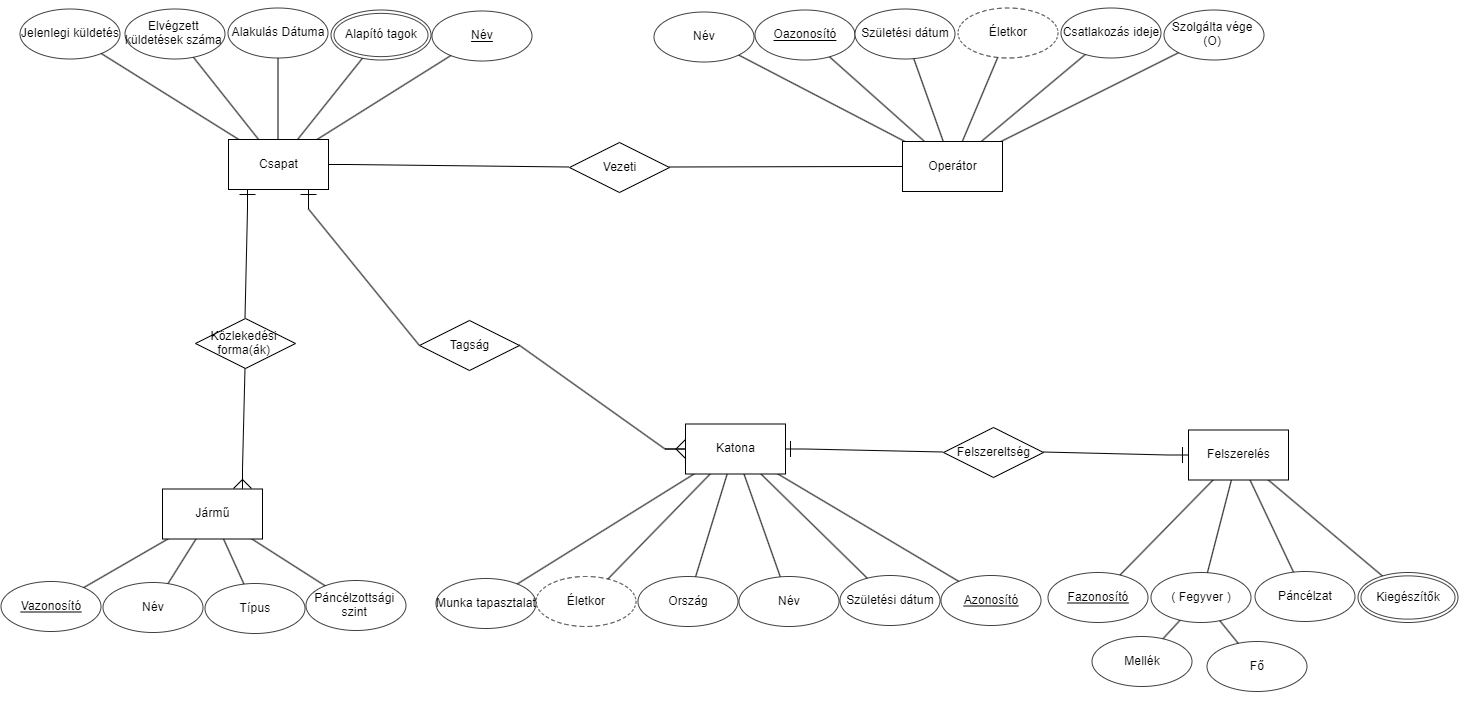 Jelenlegi küldetés
Elvégzett
küldetések száma
Alakulás Dátuma
Alapító tagok
Név
Név
Oazonosító
Születési dátum
Életkor
Csatlakozás ideje
Szolgálta vége
(O)
Csapat
Vezeti
Operátor
Közlekedési
forma(ák)
Tagság
Katona
Felszereltség
Felszerelés
Jármű
Vazonosító
Név
Típus
Páncélzottsági
szint
Munka tapasztalat
Életkor
Ország
Név
Születési dátum
Azonosító
Fazonosító
( Fegyver )
Páncélzat
Kiegészítők
Mellék
Fő